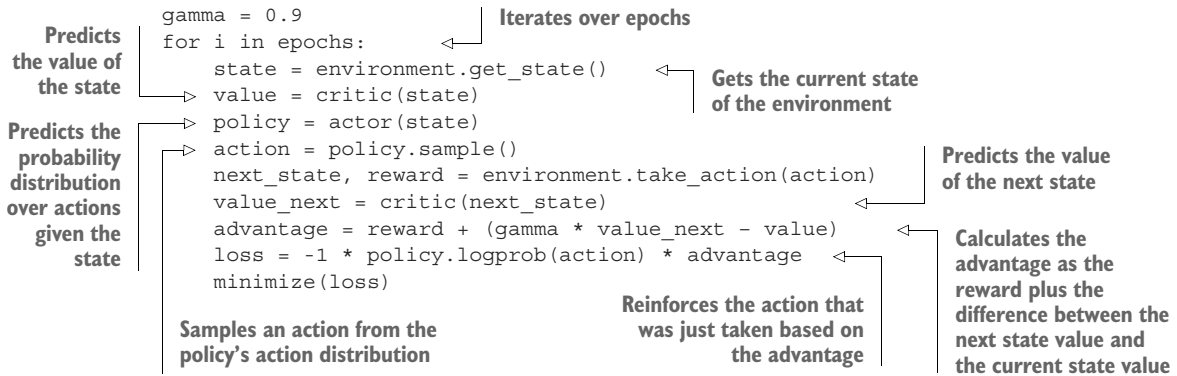 gamma = 0.9
for i in epochs:
    state = environment.get_state()
    value = critic(state)
    policy = actor(state)
    action = policy.sample()
    next_state, reward = environment.take_action(action)
    value_next = critic(next_state)
    advantage = reward + (gamma * value_next – value)
    loss = -1 * policy.logprob(action) * advantage
    minimize(loss)
Iterates over epochs
Predicts
the value of
the state
Gets the current state
of the environment
Predicts the
probability
distribution
over actions
given the
state
Predicts the value
of the next state
Calculates the
advantage as the
reward plus the
difference between the
next state value and
the current state value
Samples an action from the
policy's action distribution
Reinforces the action that
was just taken based on
the advantage